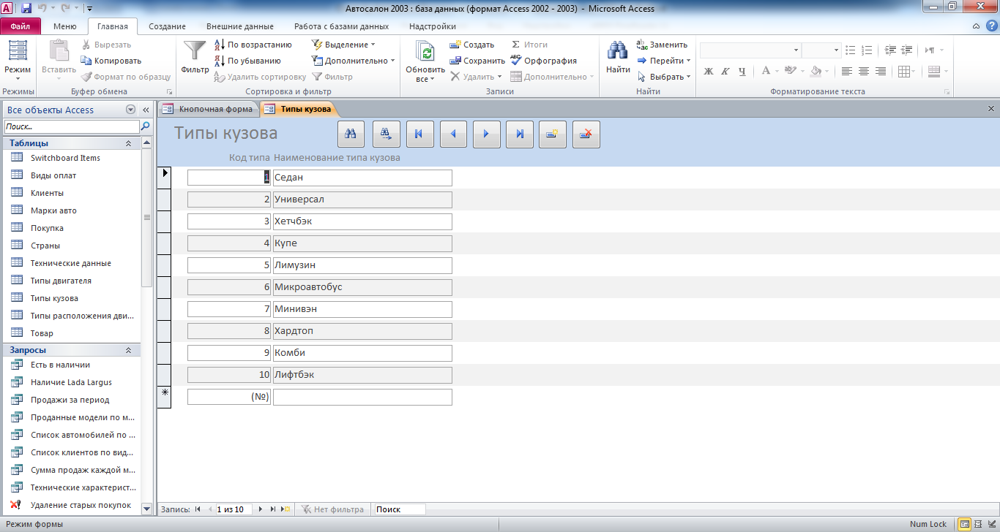 Автосалон 2003 : база данных (формат Access 2002 - 2003) - Microsoft Access
Файл Меню Главная Создание Внешние данные Работа с базами данных Надстройки
Режим
Режимы
Вставить
Вырезать
Копировать
Формат по образцу
Буфер обмена
Фильтр
По возрастанию
По убыванию
Удалить сортировку
Выделение
Дополнительно
Фильтр
Сортировка и фильтр
Обновить
все
Создать
Сохранить
Удалить
Итоги
Орфография
Дополнительно
Записи
Найти
Заменить
Перейти
Выбрать
Найти
Ж К Ч
Форматирование текста
Все объекты Access
Поиск...
Таблицы
Switchboard Items
Виды оплат
Клиенты
Марки авто
Покупка
Страны
Технические данные
Типы двигателя
Типы кузова
Типы расположения дви...
Товар
Запросы
Есть в наличии
Наличие Lada Largus
Продажи за период
Проданные модели по м...
Список автомобилей по ...
Список клиентов по вид...
Сумма продаж каждой м...
Технические характерист...
Удаление старых покупок
Кнопочная форма Типы кузова
Типы кузова
Код типа Наименование типа кузова
1 Седан
2 Универсал
3 Хетчбэк
4 Купе
5 Лимузин
6 Микроавтобус
7 Минивэн
8 Хардтоп
9 Комби
10 Лифтбэк
(№)
Запись: 1 из 10 Нет фильтра Поиск
Режим формы Num Lock